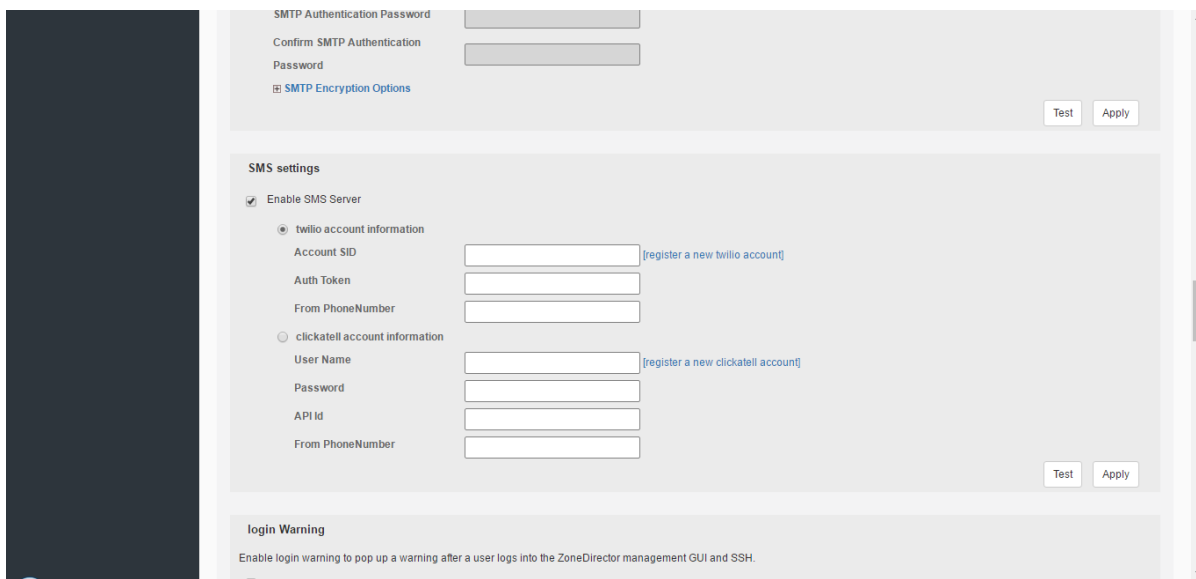 SMTP Authentication Password
Confirm SMTP Authentication
Password
SMTP Encryption Options
Test Apply
SMS settings
Enable SMS Server
twilio account information
Account SID [register a new twilio account]
Auth Token
From PhoneNumber
clickatell account information
User Name [register a new clickatell account]
Password
API Id
From PhoneNumber
Test Apply
login Warning
Enable login warning to pop up a warning after a user logs into the ZoneDirector management GUI and SSH.